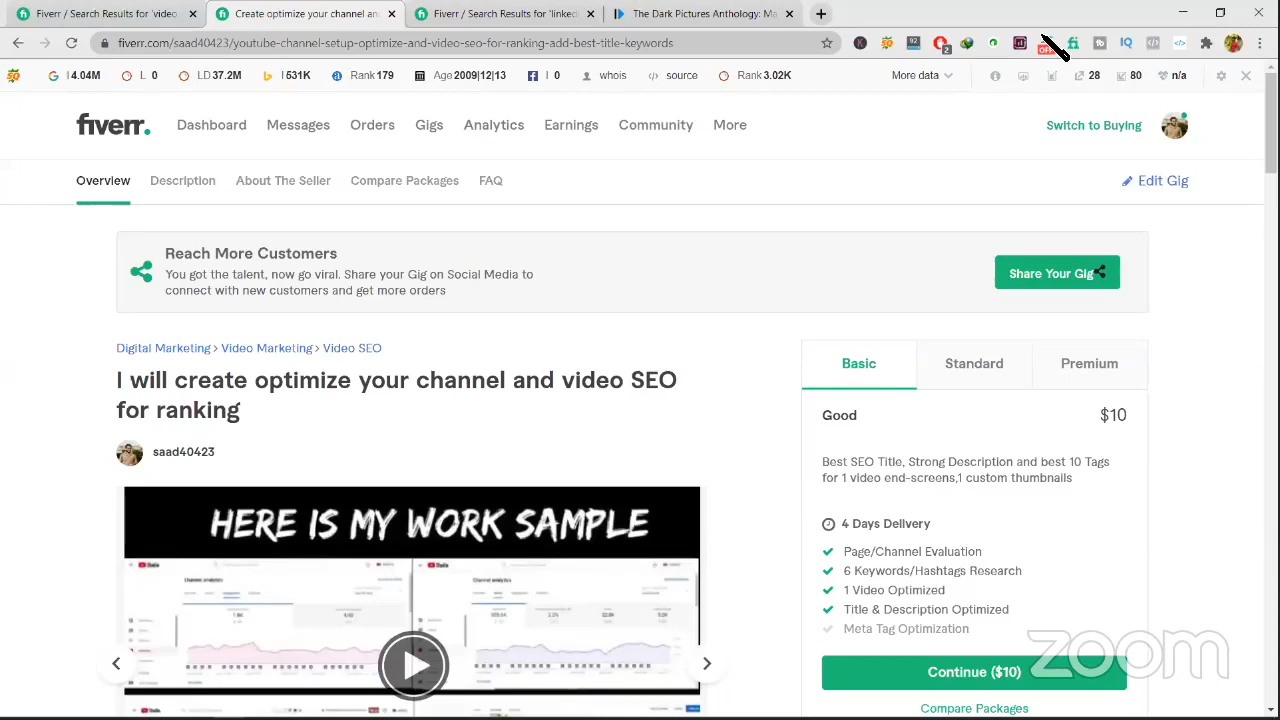 Fiverr / Search Results for 'video
Create optimize your channel an
Fiverr / Search Results for 'linked
The Dark Pictures Anthology: Ma
fiverr.com/saad40423/youtube-channel-setup-optimize-and-video-seo-for-ranking-add-best-title-keywords
I 4.04M
L 0
LD 37.2M
I 531K
Rank 179
Age 2009|12|13
I 0
whois
source
Rank 3.02K
More data
28
80
n/a
fiverr.
Dashboard
Messages
Orders
Gigs
Analytics
Earnings
Community
More
Switch to Buying
Overview
Description
About The Seller
Compare Packages
FAQ
Edit Gig
Reach More Customers
You got the talent, now go viral. Share your Gig on Social Media to
connect with new customers and get more orders
Share Your Gig
Digital Marketing › Video Marketing › Video SEO
I will create optimize your channel and video SEO
for ranking
saad40423
HERE IS MY WORK SAMPLE
Basic
Standard
Premium
Good
$10
Best SEO Title, Strong Description and best 10 Tags
for 1 video end-screens,1 custom thumbnails
4 Days Delivery
Page/Channel Evaluation
6 Keywords/Hashtags Research
1 Video Optimized
Title & Description Optimized
Meta Tag Optimization
Continue ($10)
Compare Packages
zoom